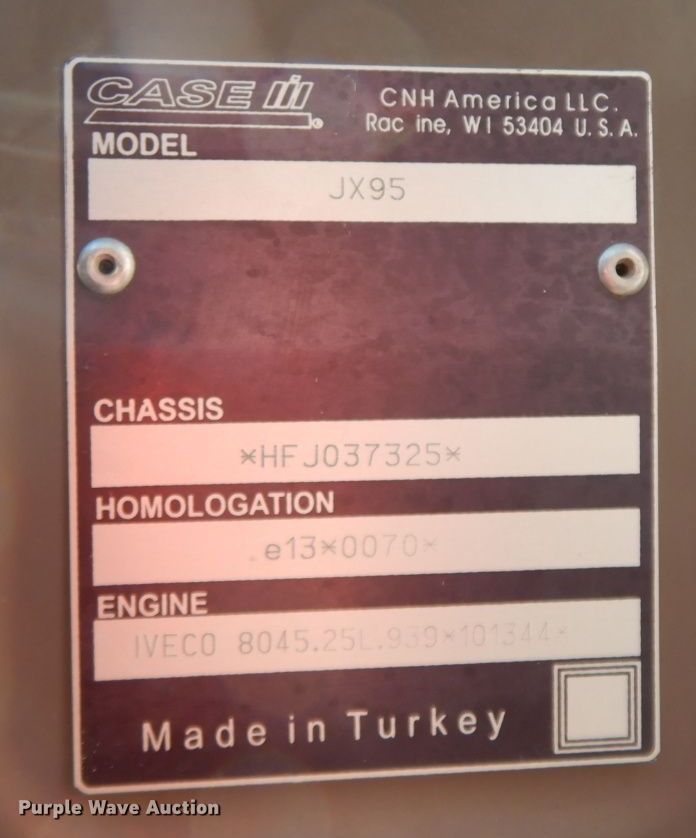 CASE IH
CNH America LLC.
Rac ine, WI 53404 U.S.A.
MODEL
JX95
CHASSIS
*HFJ037325*
HOMOLOGATION
e13*0070*
ENGINE
IVECO 8045.25L.939*101344*
Made in Turkey
Purple Wave Auction